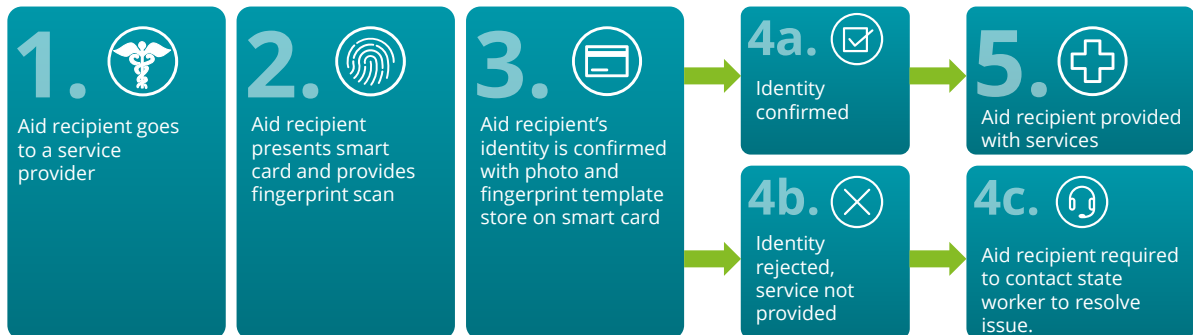 1.
Aid recipient goes
to a service
provider
2.
Aid recipient
presents smart
card and provides
fingerprint scan
3.
Aid recipient's
identity is confirmed
with photo and
fingerprint template
store on smart card
4a.
Identity
confirmed
5.
Aid recipient provided
with services
4b.
Identity
rejected,
service not
provided
4c.
Aid recipient required
to contact state
worker to resolve
issue.